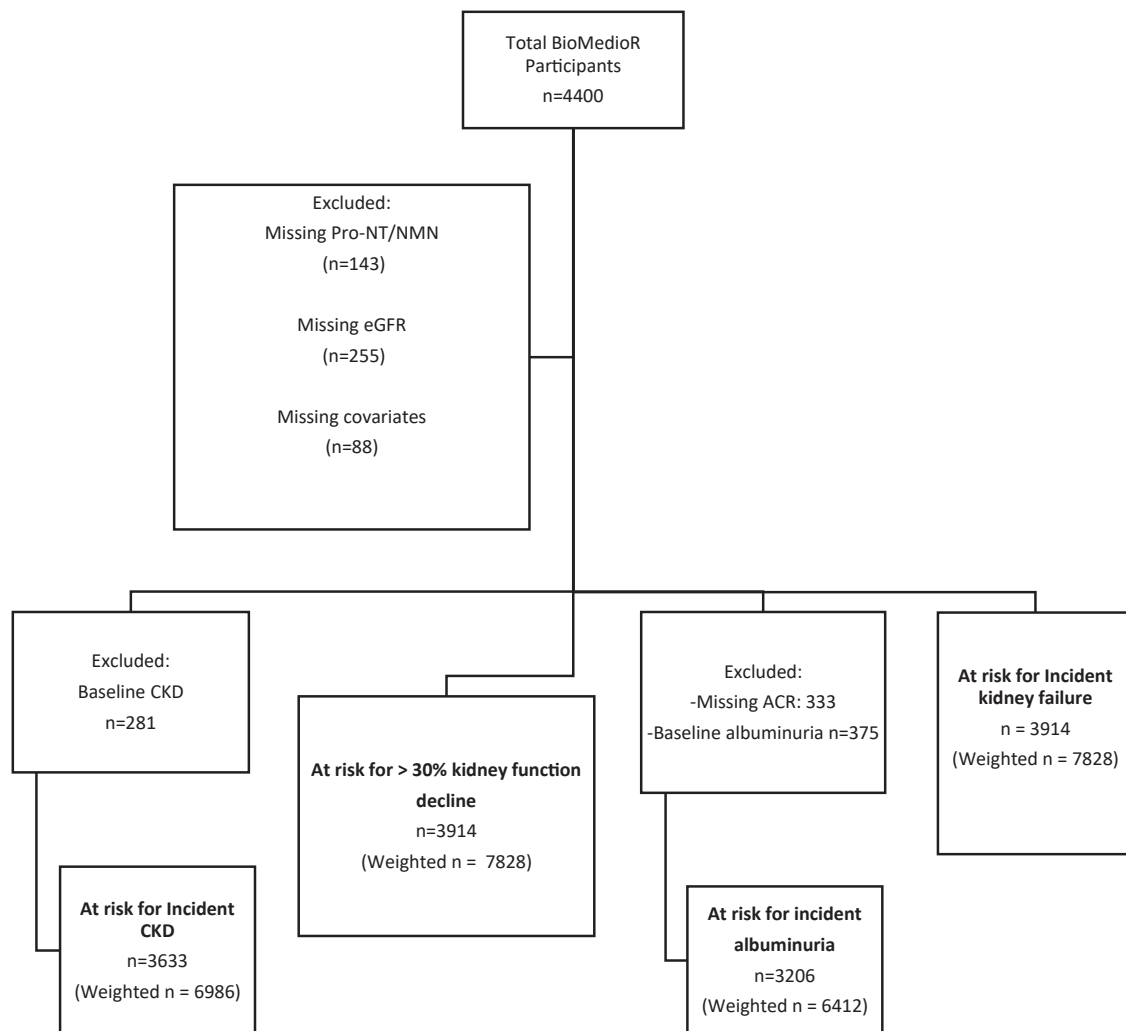 Total BioMedioR
Participants
n=4400
Excluded:
Missing Pro-NT/NMN
(n=143)
Missing eGFR
(n=255)
Missing covariates
(n=88)
Excluded:
Baseline CKD
n=281
At risk for Incident
CKD
n=3633
(Weighted n = 6986)
At risk for > 30% kidney function
decline
n=3914
(Weighted n = 7828)
Excluded:
-Missing ACR: 333
-Baseline albuminuria n=375
At risk for incident
albuminuria
n=3206
(Weighted n = 6412)
At risk for Incident
kidney failure
n = 3914
(Weighted n = 7828)